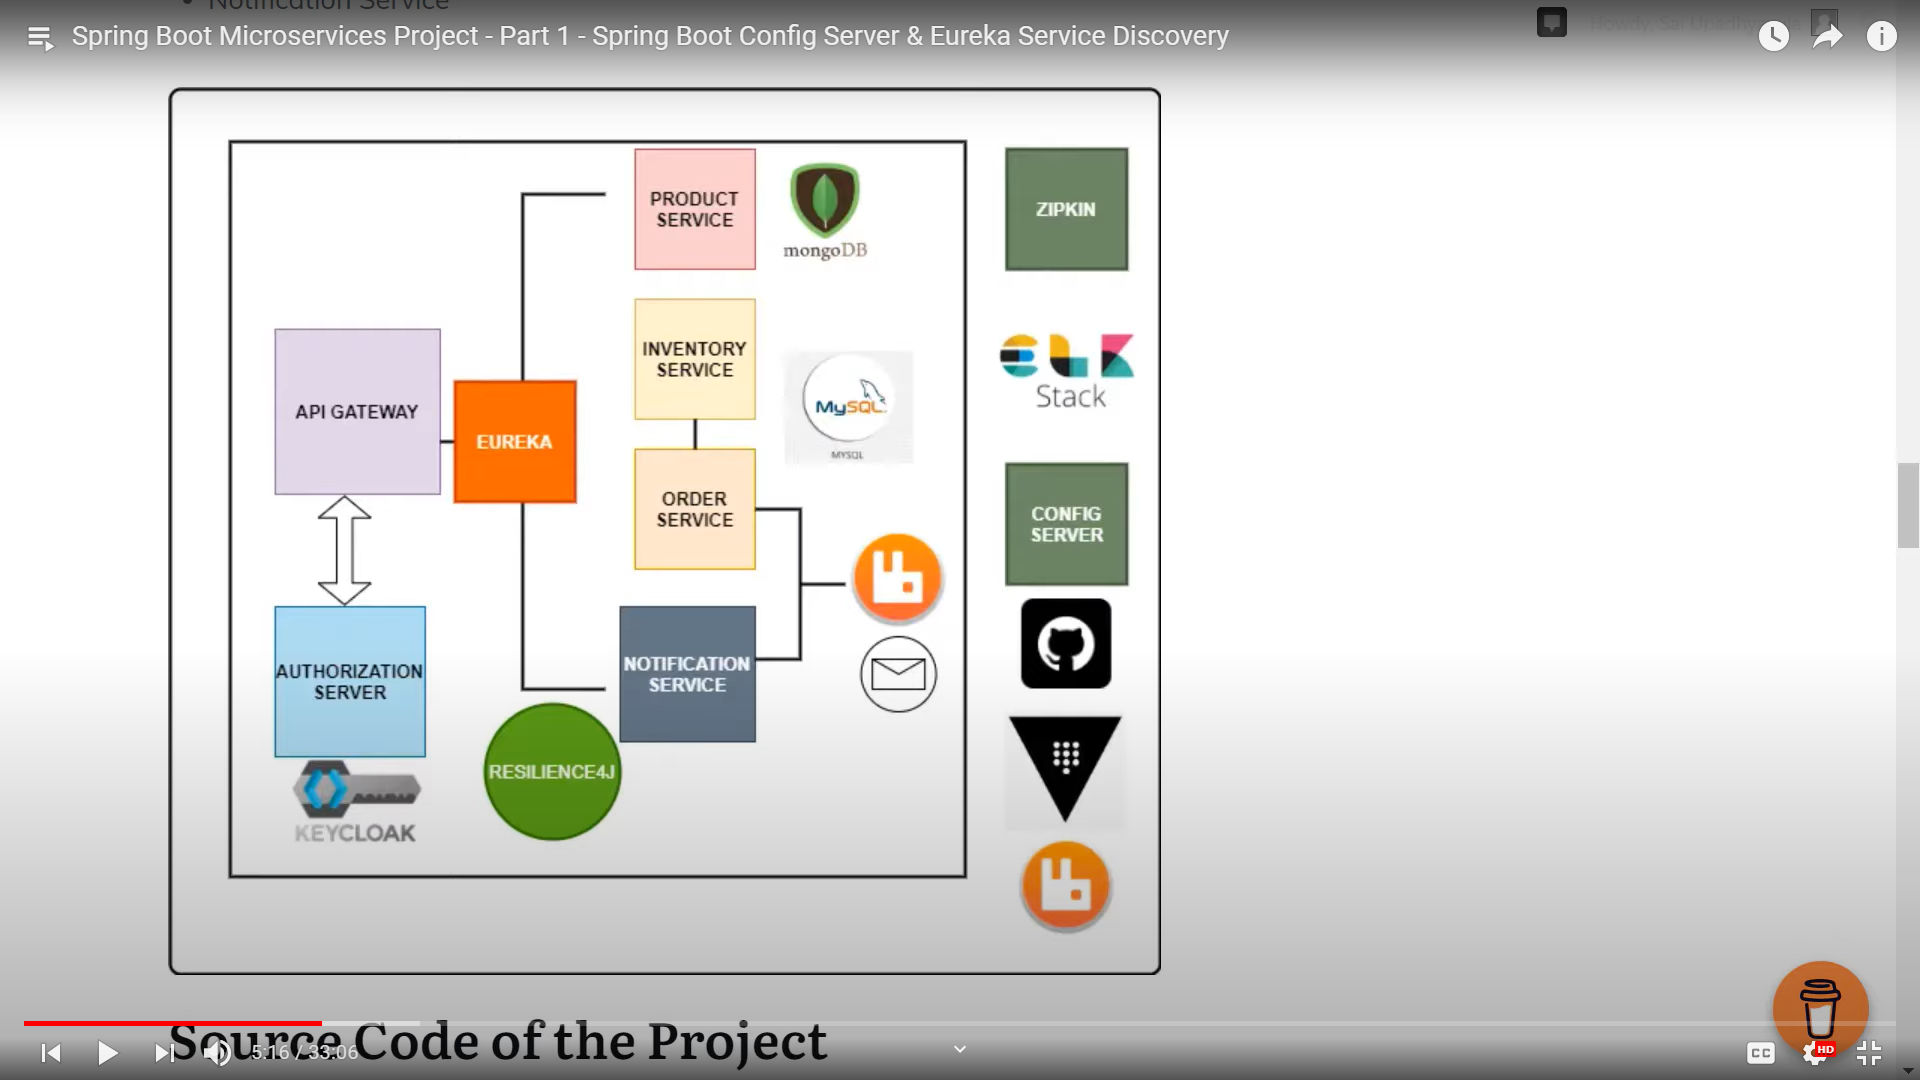 Notification Service
Spring Boot Microservices Project - Part 1 - Spring Boot Config Server & Eureka Service Discovery
PRODUCT
SERVICE
mongoDB
ZIPKIN
INVENTORY
SERVICE
Stack
API GATEWAY
MySQL
MYSQL
EUREKA
ORDER
SERVICE
CONFIG
SERVER
AUTHORIZATION
SERVER
NOTIFICATION
SERVICE
RESILIENCE4J
KEYCLOAK
Source Code of the Project
5:16 / 33:06
CC
HD